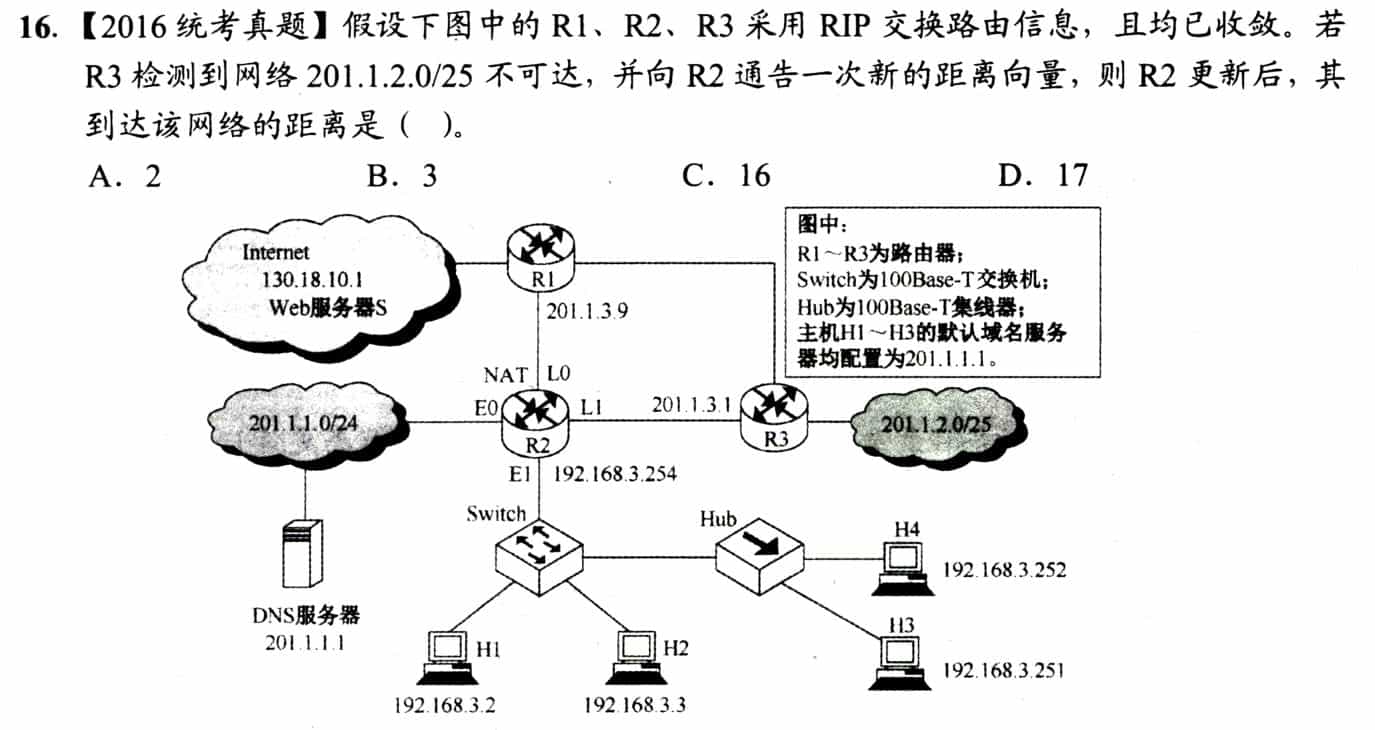 16. 【2016 统考真题】假设下图中的 R1、R2、R3 采用 RIP 交换路由信息，且均已收敛。若
R3 检测到网络 201.1.2.0/25 不可达，并向 R2 通告一次新的距离向量，则 R2 更新后，其
到达该网络的距离是（ ）。
A．2 B．3 C．16 D．17
图中：
R1～R3为路由器；
Switch为100Base-T交换机；
Hub为100Base-T集线器；
主机H1～H3的默认域名服务
器均配置为201.1.1.1。
Internet
130.18.10.1
Web服务器S
R1
201.1.3.9
NAT L0
201.1.1.0/24
E0
R2
L1
201.1.3.1
R3
201.1.2.0/25
E1 192.168.3.254
Switch
Hub
H4
192.168.3.252
DNS服务器
201.1.1.1
H1
192.168.3.2
H2
192.168.3.3
H3
192.168.3.251